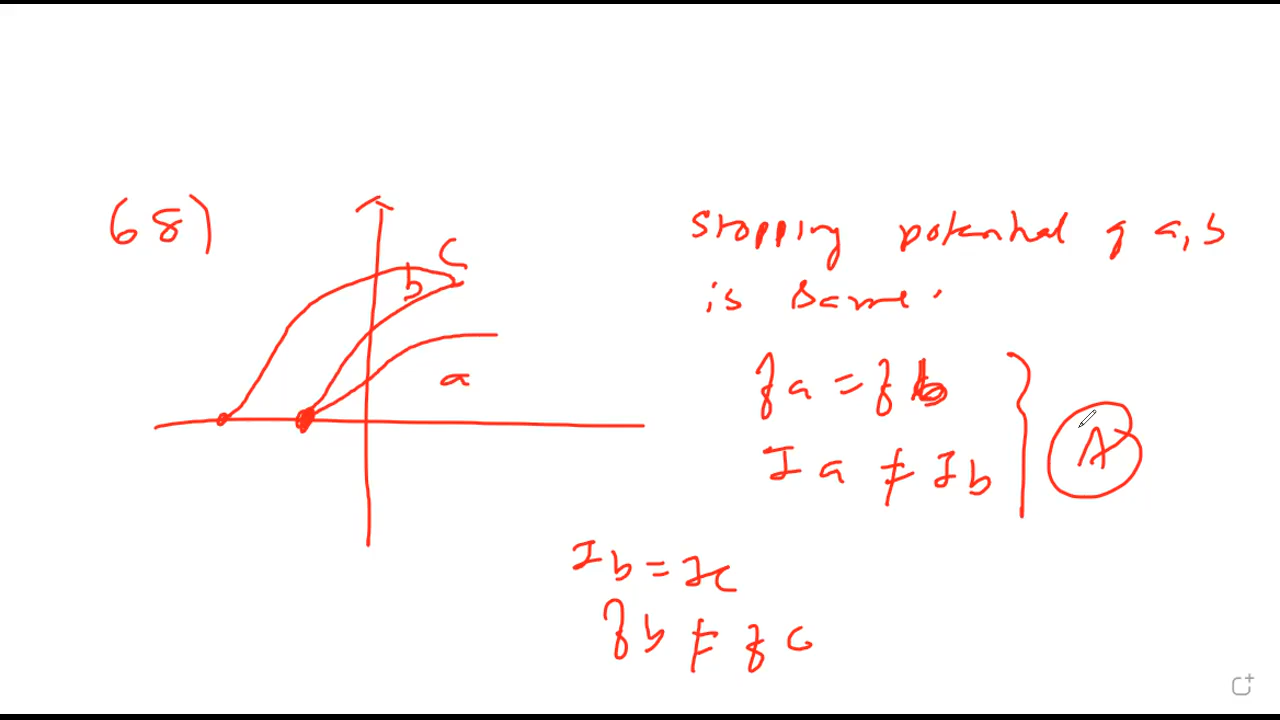 68)
c
b
a
Stopping potential of a, b
is same.
fa = fb
Ia ≠ Ib
A
Ib = Ic
fb ≠ fc